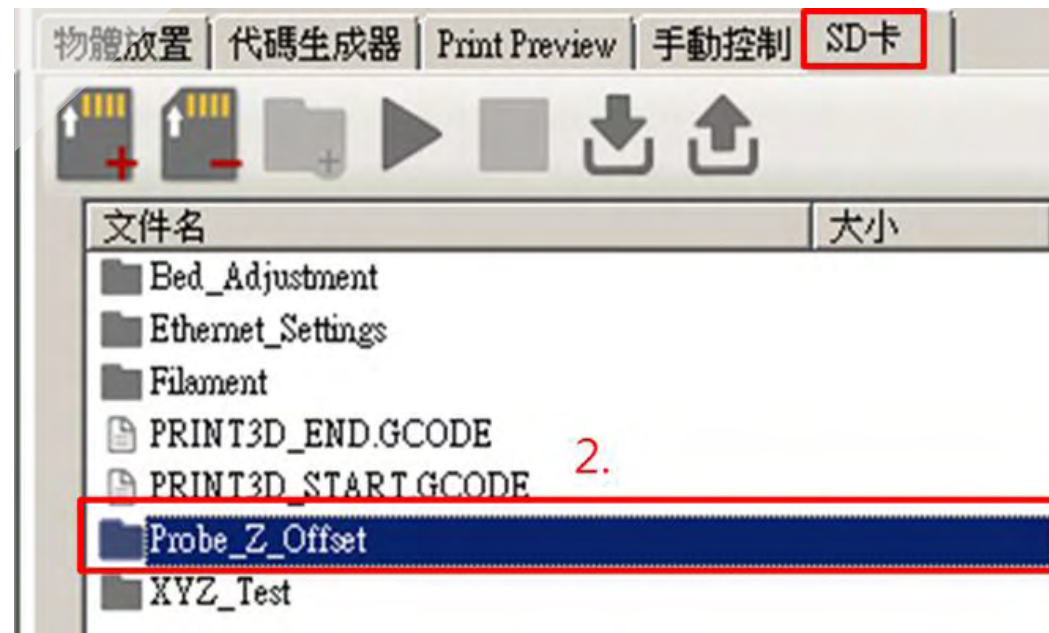 物體放置 代碼生成器 Print Preview 手動控制 SD卡
文件名 大小
Bed_Adjustment
Ethernet_Settings
Filament
PRINT3D_END.GCODE
2.
PRINT3D_START.GCODE
Probe_Z_Offset
XYZ_Test